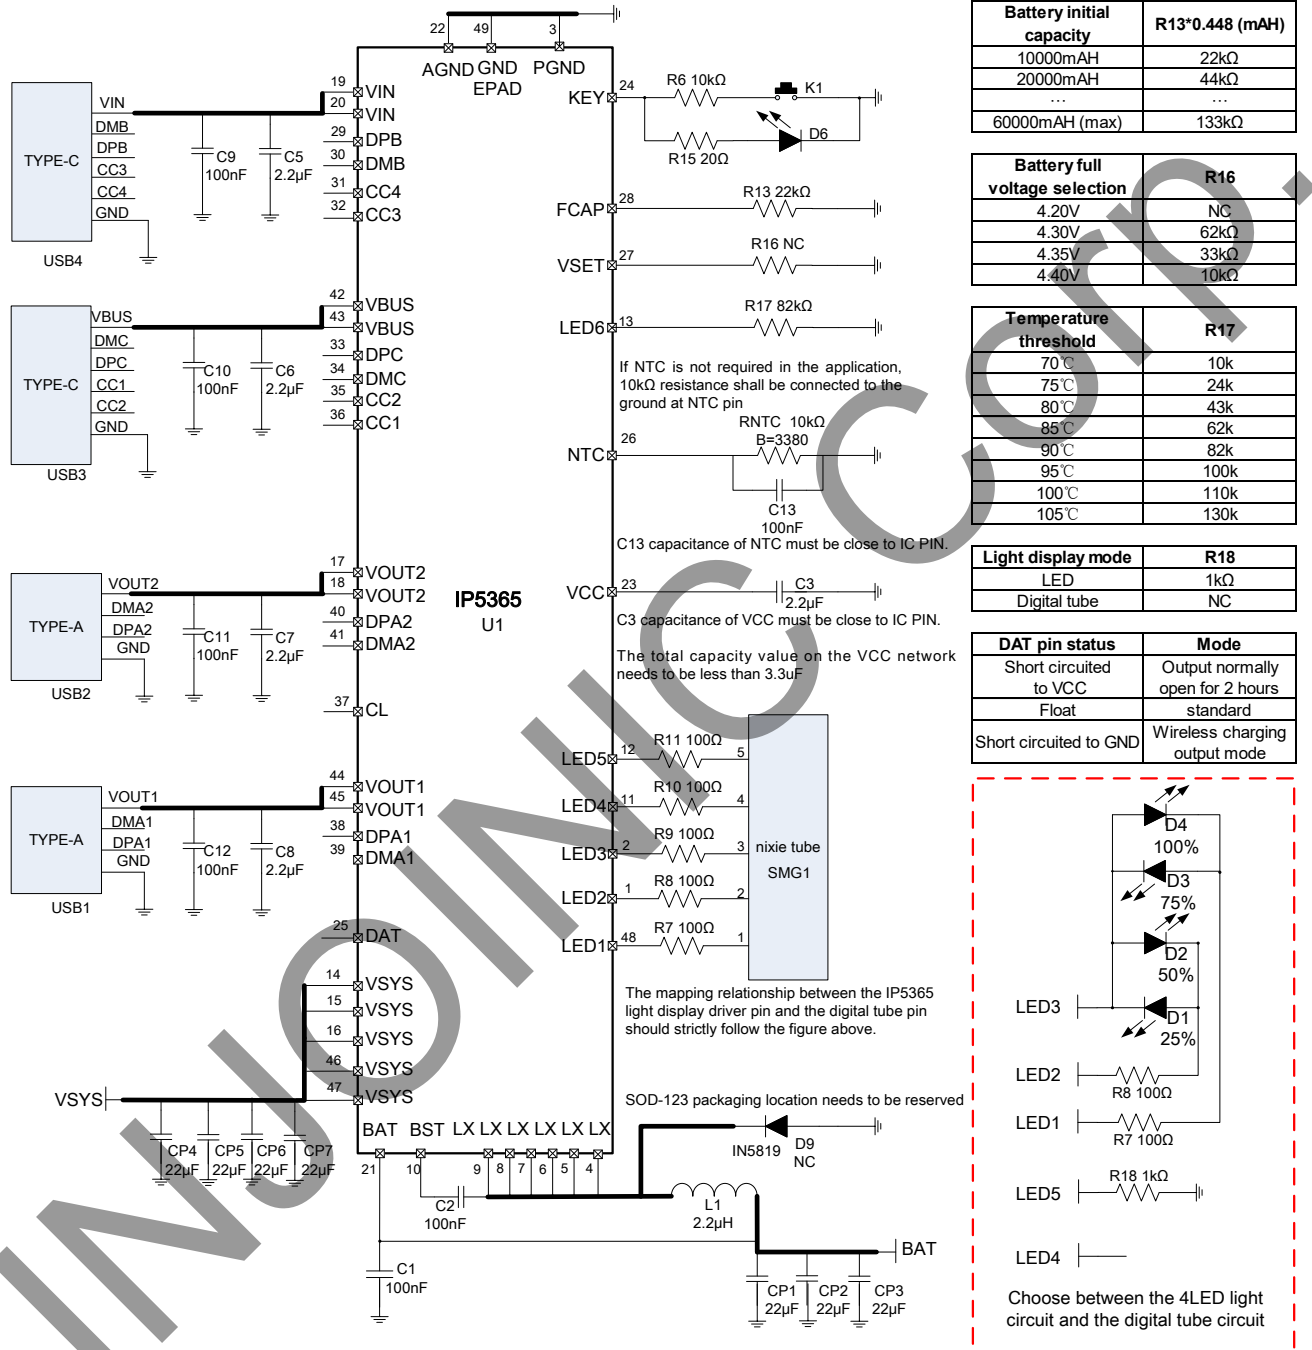 22
49
3
AGND
GND
EPAD
PGND
TYPE-C
VIN
DMB
DPB
CC3
CC4
GND
USB4
C9
100nF
C5
2.2μF
19
VIN
20
VIN
29
DPB
30
DMB
31
CC4
32
CC3
TYPE-C
VBUS
DMC
DPC
CC1
CC2
GND
USB3
C10
100nF
C6
2.2μF
42
VBUS
43
VBUS
33
DPC
34
DMC
35
CC2
36
CC1
TYPE-A
VOUT2
DMA2
DPA2
GND
USB2
C11
100nF
C7
2.2μF
17
VOUT2
18
VOUT2
40
DPA2
41
DMA2
37
CL
TYPE-A
VOUT1
DMA1
DPA1
GND
USB1
C12
100nF
C8
2.2μF
44
VOUT1
45
VOUT1
38
DPA1
39
DMA1
25
DAT
14
VSYS
15
VSYS
16
VSYS
46
VSYS
47
VSYS
VSYS
CP4
22μF
CP5
22μF
CP6
22μF
CP7
22μF
IP5365
U1
KEY
24
R6 10kΩ
K1
R15 20Ω
D6
FCAP
28
R13 22kΩ
VSET
27
R16 NC
LED6
13
R17 82kΩ
If NTC is not required in the application,
10kΩ resistance shall be connected to the
ground at NTC pin
NTC
26
RNTC 10kΩ
B=3380
C13
100nF
C13 capacitance of NTC must be close to IC PIN.
VCC
23
C3
2.2μF
C3 capacitance of VCC must be close to IC PIN.
The total capacity value on the VCC network
needs to be less than 3.3uF
LED5
12
R11 100Ω
5
LED4
11
R10 100Ω
4
LED3
2
R9 100Ω
3
LED2
1
R8 100Ω
2
LED1
48
R7 100Ω
1
nixie tube
SMG1
The mapping relationship between the IP5365
light display driver pin and the digital tube pin
should strictly follow the figure above.
SOD-123 packaging location needs to be reserved
BAT BST LX LX LX LX LX LX
21
10
9
8
7
6
5
4
IN5819
D9
NC
C2
100nF
L1
2.2μH
C1
100nF
BAT
CP1
22μF
CP2
22μF
CP3
22μF
Battery initial
capacity
R13*0.448 (mAH)
10000mAH 22kΩ
20000mAH 44kΩ
... ...
60000mAH (max) 133kΩ
Battery full
voltage selection
R16
4.20V NC
4.30V 62kΩ
4.35V 33kΩ
4.40V 10kΩ
Temperature
threshold
R17
70℃ 10k
75℃ 24k
80℃ 43k
85℃ 62k
90℃ 82k
95℃ 100k
100℃ 110k
105℃ 130k
Light display mode R18
LED 1kΩ
Digital tube NC
DAT pin status Mode
Short circuited
to VCC
Output normally
open for 2 hours
Float standard
Short circuited to GND
Wireless charging
output mode
D4
100%
D3
75%
D2
50%
D1
25%
LED3
LED2
R8 100Ω
LED1
R7 100Ω
LED5
R18 1kΩ
LED4
Choose between the 4LED light
circuit and the digital tube circuit
INJOINIC Corp.